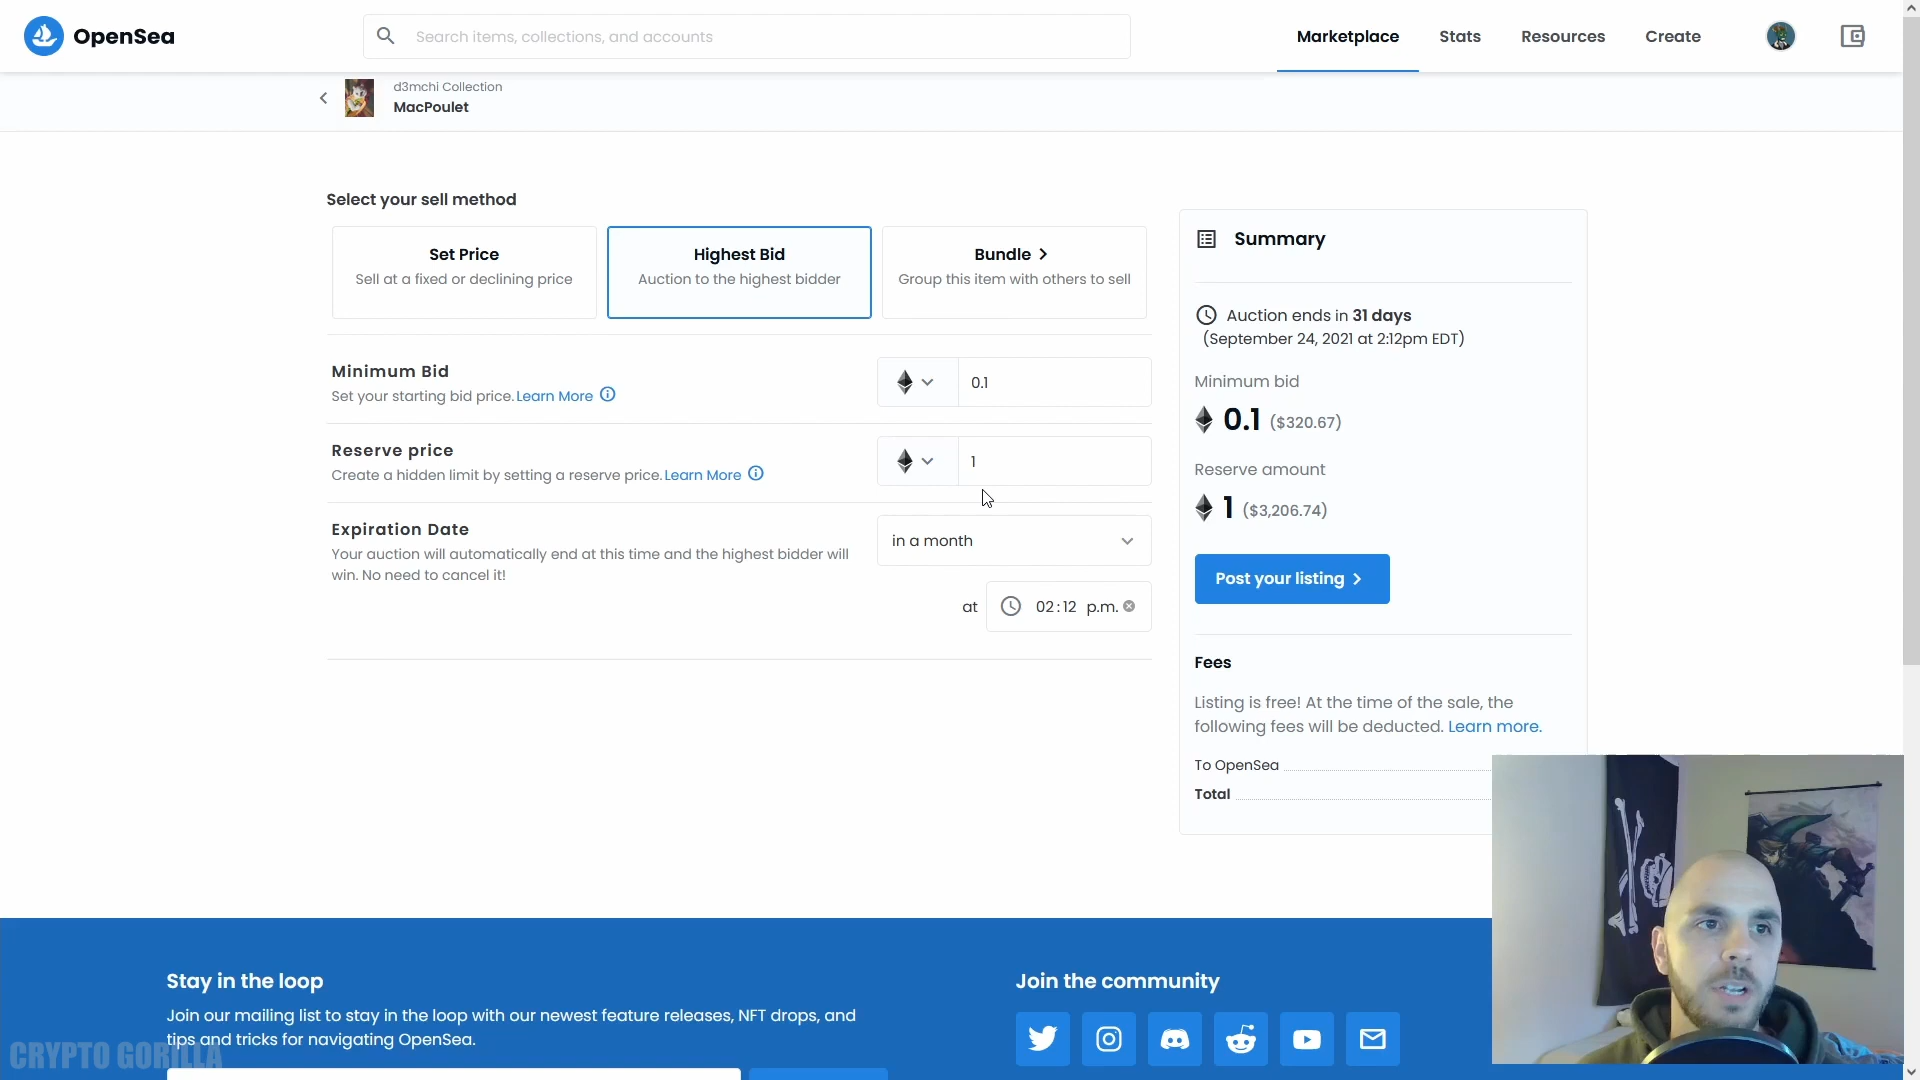 OpenSea
Search items, collections, and accounts
Marketplace
Stats
Resources
Create
d3mchi Collection
MacPoulet
Select your sell method
Set Price
Sell at a fixed or declining price
Highest Bid
Auction to the highest bidder
Bundle
Group this item with others to sell
Minimum Bid
Set your starting bid price. Learn More
0.1
Reserve price
Create a hidden limit by setting a reserve price. Learn More
1
Expiration Date
Your auction will automatically end at this time and the highest bidder will
win. No need to cancel it!
in a month
at
02:12 p.m.
Summary
Auction ends in 31 days
(September 24, 2021 at 2:12pm EDT)
Minimum bid
0.1 ($320.67)
Reserve amount
1 ($3,206.74)
Post your listing
Fees
Listing is free! At the time of the sale, the
following fees will be deducted. Learn more.
To OpenSea
Total
Stay in the loop
Join our mailing list to stay in the loop with our newest feature releases, NFT drops, and
tips and tricks for navigating OpenSea.
Join the community
CRYPTO GORILLA